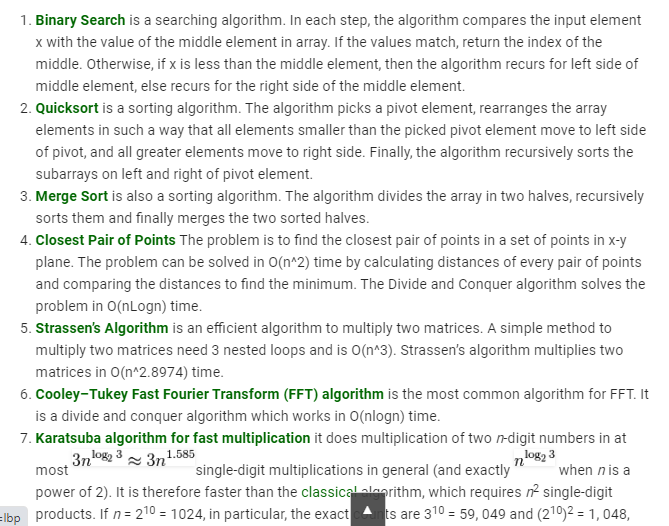 1. Binary Search is a searching algorithm. In each step, the algorithm compares the input element
x with the value of the middle element in array. If the values match, return the index of the
middle. Otherwise, if x is less than the middle element, then the algorithm recurs for left side of
middle element, else recurs for the right side of the middle element.
2. Quicksort is a sorting algorithm. The algorithm picks a pivot element, rearranges the array
elements in such a way that all elements smaller than the picked pivot element move to left side
of pivot, and all greater elements move to right side. Finally, the algorithm recursively sorts the
subarrays on left and right of pivot element.
3. Merge Sort is also a sorting algorithm. The algorithm divides the array in two halves, recursively
sorts them and finally merges the two sorted halves.
4. Closest Pair of Points The problem is to find the closest pair of points in a set of points in x-y
plane. The problem can be solved in O(n^2) time by calculating distances of every pair of points
and comparing the distances to find the minimum. The Divide and Conquer algorithm solves the
problem in O(nLogn) time.
5. Strassen's Algorithm is an efficient algorithm to multiply two matrices. A simple method to
multiply two matrices need 3 nested loops and is O(n^3). Strassen's algorithm multiplies two
matrices in O(n^2.8974) time.
6. Cooley–Tukey Fast Fourier Transform (FFT) algorithm is the most common algorithm for FFT. It
is a divide and conquer algorithm which works in O(nlogn) time.
7. Karatsuba algorithm for fast multiplication it does multiplication of two n-digit numbers in at
most 3n^{log₂ 3} ≈ 3n^{1.585} single-digit multiplications in general (and exactly n^{log₂ 3} when n is a
power of 2). It is therefore faster than the classical algorithm, which requires n² single-digit
=lbp products. If n = 2¹⁰ = 1024, in particular, the exact counts are 3¹⁰ = 59, 049 and (2¹⁰)² = 1, 048,